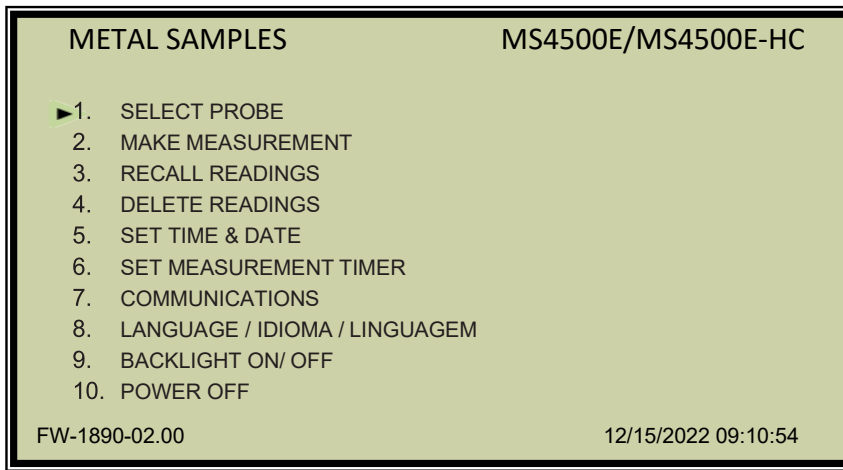 METAL SAMPLES MS4500E/MS4500E-HC
1. SELECT PROBE
2. MAKE MEASUREMENT
3. RECALL READINGS
4. DELETE READINGS
5. SET TIME & DATE
6. SET MEASUREMENT TIMER
7. COMMUNICATIONS
8. LANGUAGE / IDIOMA / LINGUAGEM
9. BACKLIGHT ON/ OFF
10. POWER OFF
FW-1890-02.00 12/15/2022 09:10:54